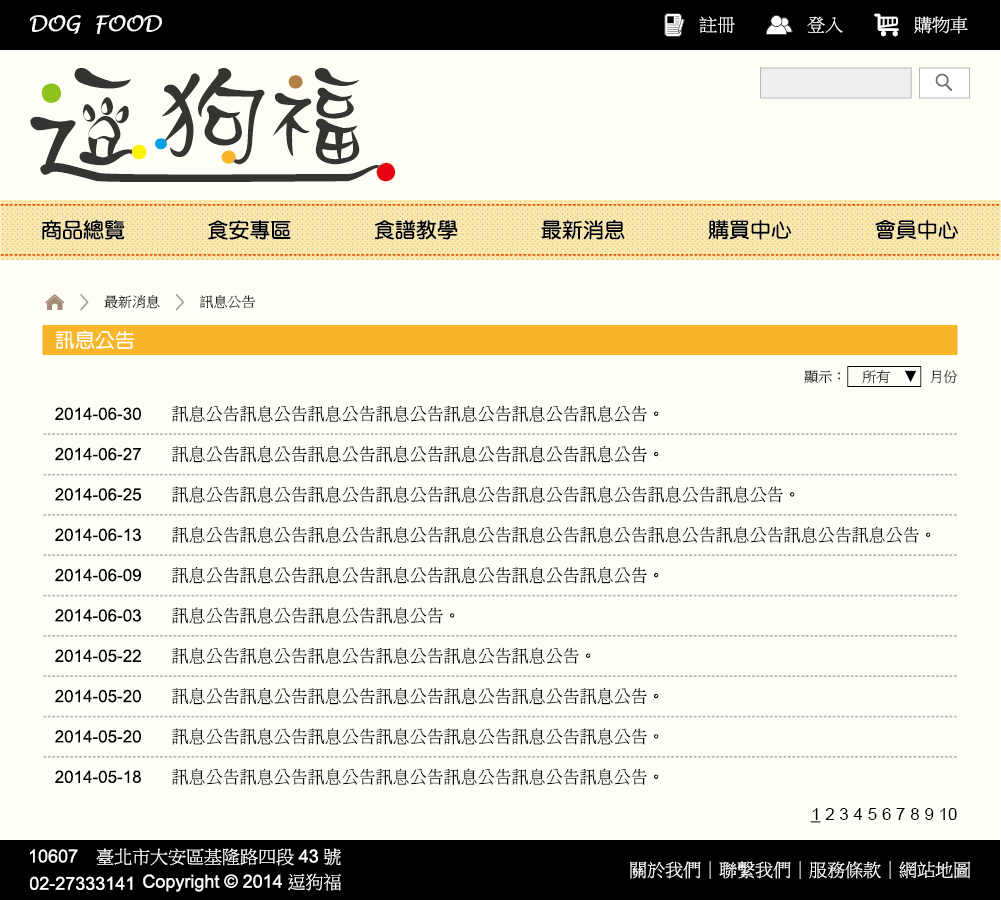 DOG FOOD 註冊 登入 購物車
逗狗福
商品總覽 食安專區 食譜教學 最新消息 購買中心 會員中心
最新消息 訊息公告
訊息公告
顯示：所有 ▼ 月份
2014-06-30 訊息公告訊息公告訊息公告訊息公告訊息公告訊息公告訊息公告。
2014-06-27 訊息公告訊息公告訊息公告訊息公告訊息公告訊息公告訊息公告。
2014-06-25 訊息公告訊息公告訊息公告訊息公告訊息公告訊息公告訊息公告訊息公告訊息公告。
2014-06-13 訊息公告訊息公告訊息公告訊息公告訊息公告訊息公告訊息公告訊息公告訊息公告訊息公告訊息公告。
2014-06-09 訊息公告訊息公告訊息公告訊息公告訊息公告訊息公告訊息公告。
2014-06-03 訊息公告訊息公告訊息公告訊息公告。
2014-05-22 訊息公告訊息公告訊息公告訊息公告訊息公告訊息公告。
2014-05-20 訊息公告訊息公告訊息公告訊息公告訊息公告訊息公告訊息公告。
2014-05-20 訊息公告訊息公告訊息公告訊息公告訊息公告訊息公告訊息公告。
2014-05-18 訊息公告訊息公告訊息公告訊息公告訊息公告訊息公告訊息公告。
1 2 3 4 5 6 7 8 9 10
10607 臺北市大安區基隆路四段 43 號
02-27333141 Copyright © 2014 逗狗福
關於我們｜聯繫我們｜服務條款｜網站地圖